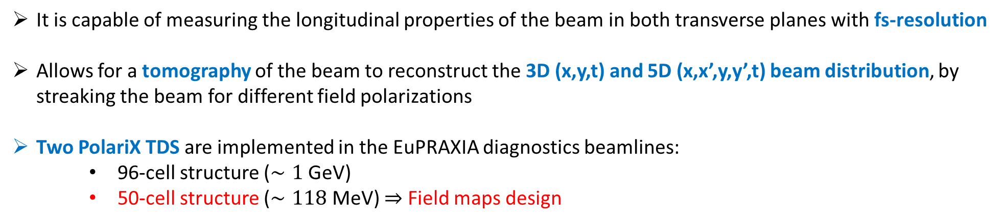 ➢ It is capable of measuring the longitudinal properties of the beam in both transverse planes with fs-resolution
➢ Allows for a tomography of the beam to reconstruct the 3D (x,y,t) and 5D (x,x’,y,y’,t) beam distribution, by
streaking the beam for different field polarizations
➢ Two PolariX TDS are implemented in the EuPRAXIA diagnostics beamlines:
• 96-cell structure (∼ 1 GeV)
• 50-cell structure (∼ 118 MeV) ⇒ Field maps design